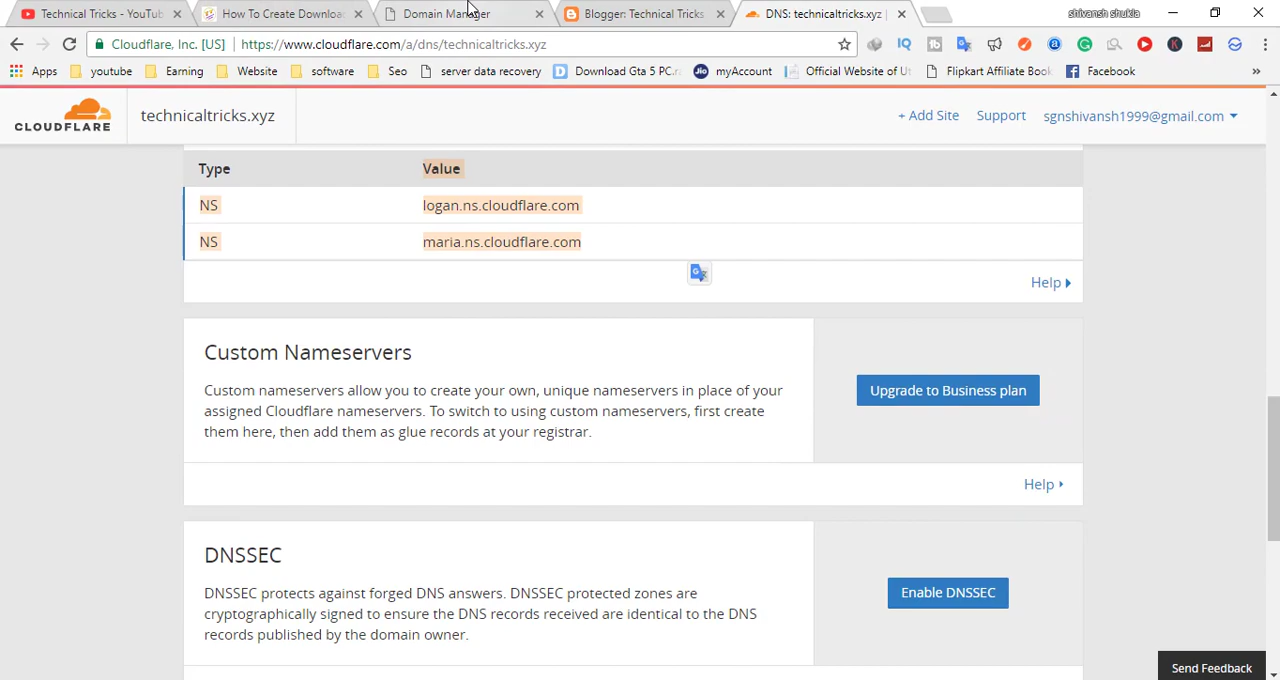 Technical Tricks - YouTub
How To Create Downloa
Domain Manager
Blogger: Technical Tricks
DNS: technicaltricks.xyz
shivansh shukla
Cloudflare, Inc. [US]
https://www.cloudflare.com/a/dns/technicaltricks.xyz
Apps
youtube
Earning
Website
software
Seo
server data recovery
Download Gta 5 PC.ra
Jio
myAccount
Official Website of Ut
Flipkart Affiliate Book
Facebook
CLOUDFLARE
technicaltricks.xyz
+ Add Site
Support
sgnshivansh1999@gmail.com
Type
Value
NS
logan.ns.cloudflare.com
NS
maria.ns.cloudflare.com
Help
Custom Nameservers
Custom nameservers allow you to create your own, unique nameservers in place of your
assigned Cloudflare nameservers. To switch to using custom nameservers, first create
them here, then add them as glue records at your registrar.
Upgrade to Business plan
Help
DNSSEC
DNSSEC protects against forged DNS answers. DNSSEC protected zones are
cryptographically signed to ensure the DNS records received are identical to the DNS
records published by the domain owner.
Enable DNSSEC
Send Feedback